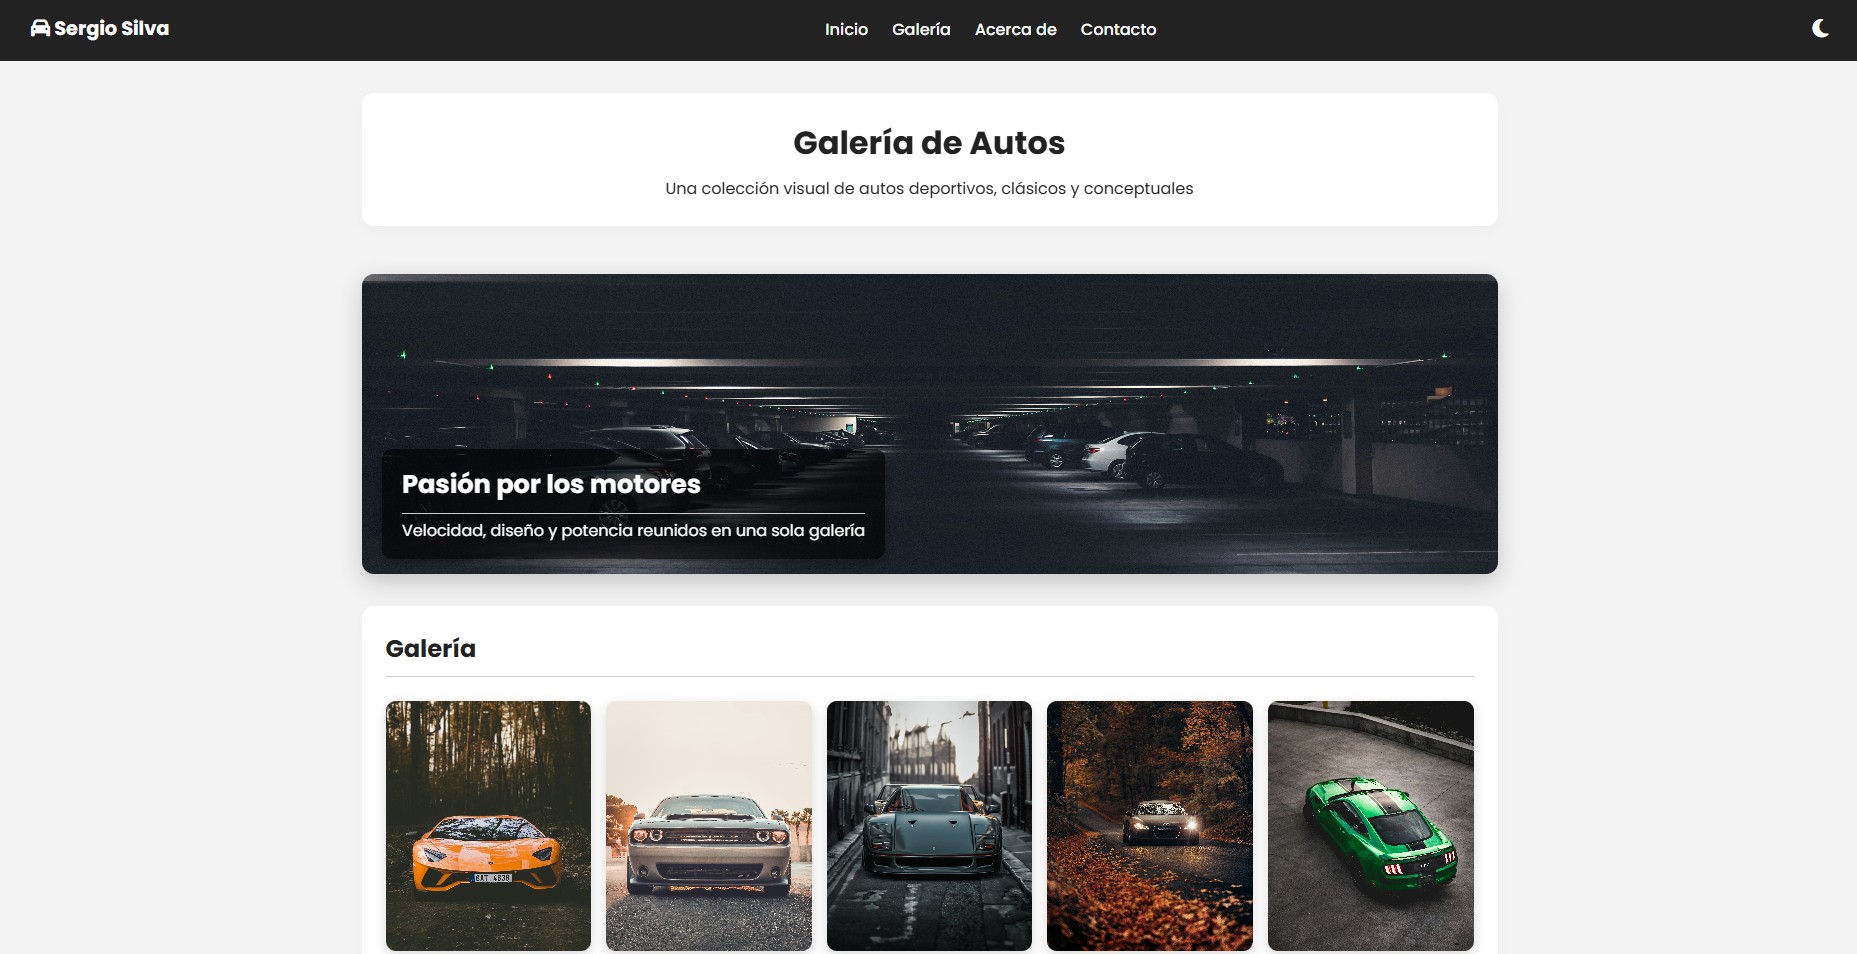 Sergio Silva
Inicio Galería Acerca de Contacto
Galería de Autos
Una colección visual de autos deportivos, clásicos y conceptuales
Pasión por los motores
Velocidad, diseño y potencia reunidos en una sola galería
Galería